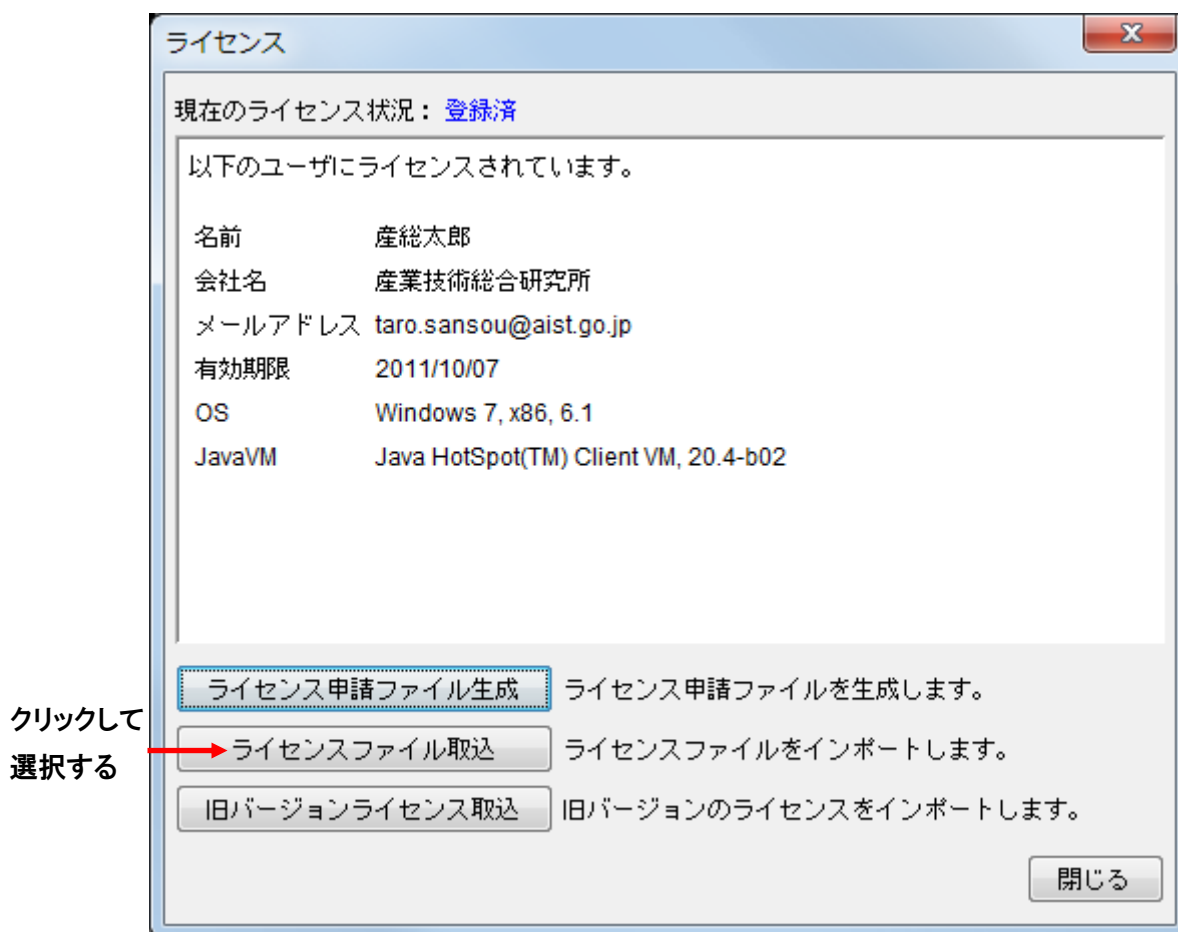 ライセンス
現在のライセンス状況： 登録済
以下のユーザにライセンスされています。
名前 産総太郎
会社名 産業技術総合研究所
メールアドレス taro.sansou@aist.go.jp
有効期限 2011/10/07
OS Windows 7, x86, 6.1
JavaVM Java HotSpot(TM) Client VM, 20.4-b02
ライセンス申請ファイル生成 ライセンス申請ファイルを生成します。
クリックして
選択する
ライセンスファイル取込 ライセンスファイルをインポートします。
旧バージョンライセンス取込 旧バージョンのライセンスをインポートします。
閉じる